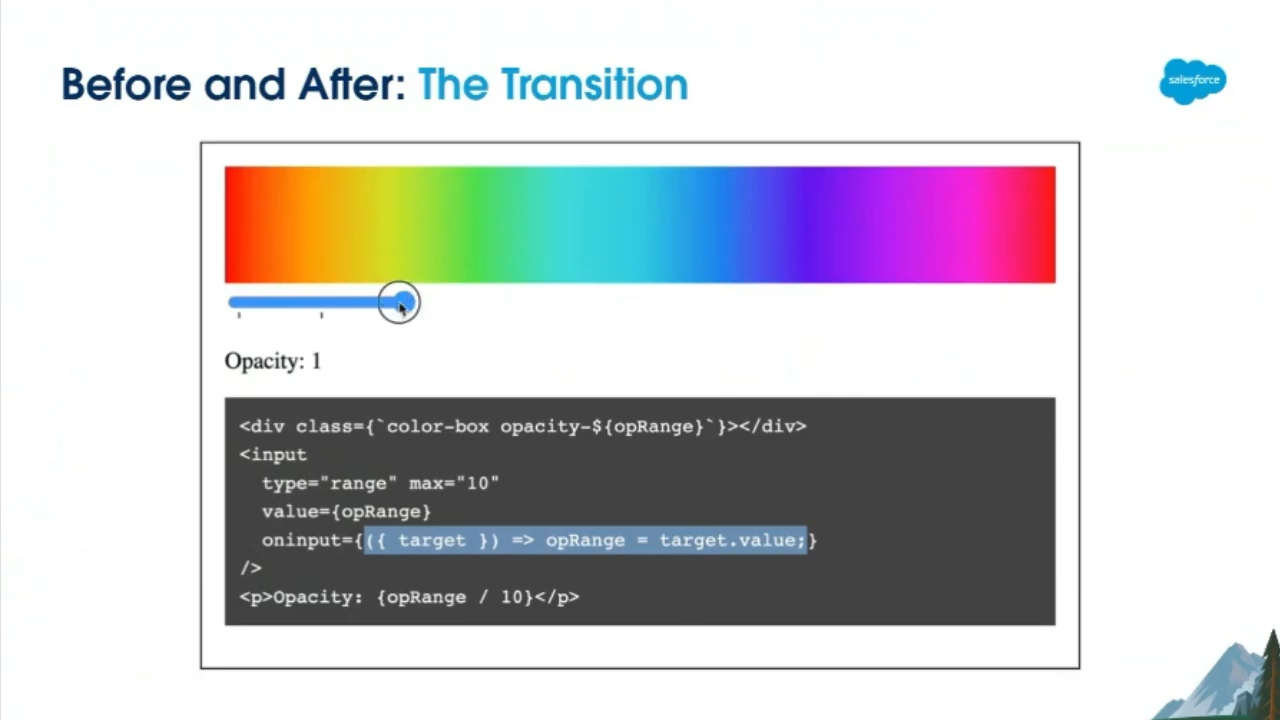 Before and After: The Transition
salesforce
Opacity: 1
<div class={`color-box opacity-${opRange}`}></div>
<input
  type="range" max="10"
  value={opRange}
  oninput={({ target }) => opRange = target.value;}
/>
<p>Opacity: {opRange / 10}</p>